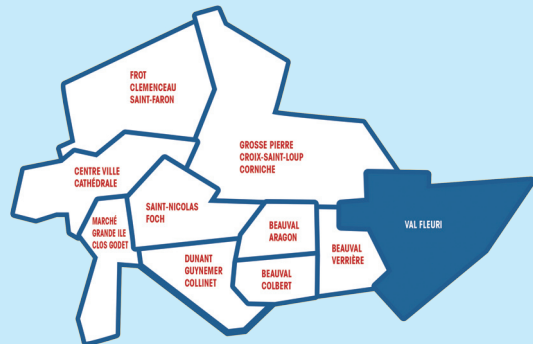 FROT
CLEMENCEAU
SAINT-FARON
GROSSE PIERRE
CROIX-SAINT-LOUP
CORNICHE
CENTRE VILLE
CATHÉDRALE
SAINT-NICOLAS
FOCH
MARCHÉ
GRANDE ILE
CLOS GODET
BEAUVAL
ARAGON
VAL FLEURI
BEAUVAL
VERRIÈRE
DUNANT
GUYNEMER
COLLINET
BEAUVAL
COLBERT